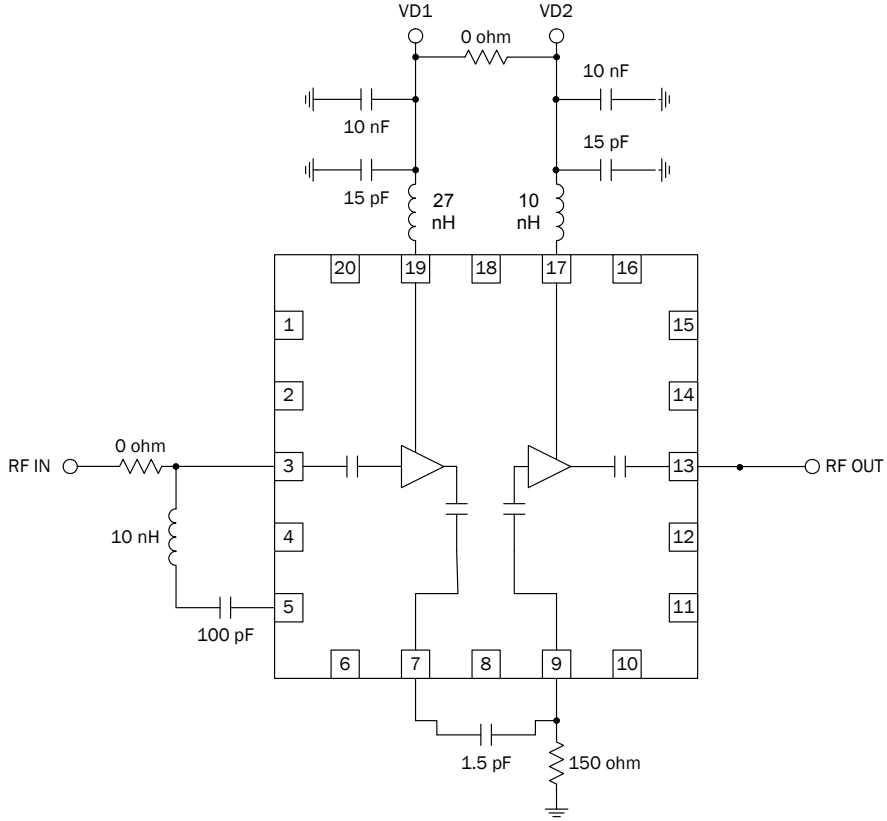 VD1
VD2
0 ohm
10 nF
10 nF
15 pF
15 pF
27
nH
10
nH
20
19
18
17
16
1
15
2
14
0 ohm
RF IN
3
13
RF OUT
10 nH
4
12
5
11
100 pF
6
7
8
9
10
1.5 pF
150 ohm